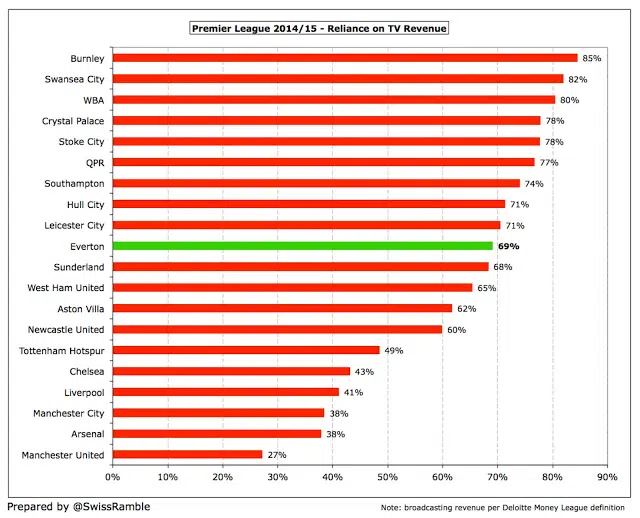 Premier League 2014/15 - Reliance on TV Revenue
Burnley 85%
Swansea City 82%
WBA 80%
Crystal Palace 78%
Stoke City 78%
QPR 77%
Southampton 74%
Hull City 71%
Leicester City 71%
Everton 69%
Sunderland 68%
West Ham United 65%
Aston Villa 62%
Newcastle United 60%
Tottenham Hotspur 49%
Chelsea 43%
Liverpool 41%
Manchester City 38%
Arsenal 38%
Manchester United 27%
0% 10% 20% 30% 40% 50% 60% 70% 80% 90%
Prepared by @SwissRamble Note: broadcasting revenue per Deloitte Money League definition